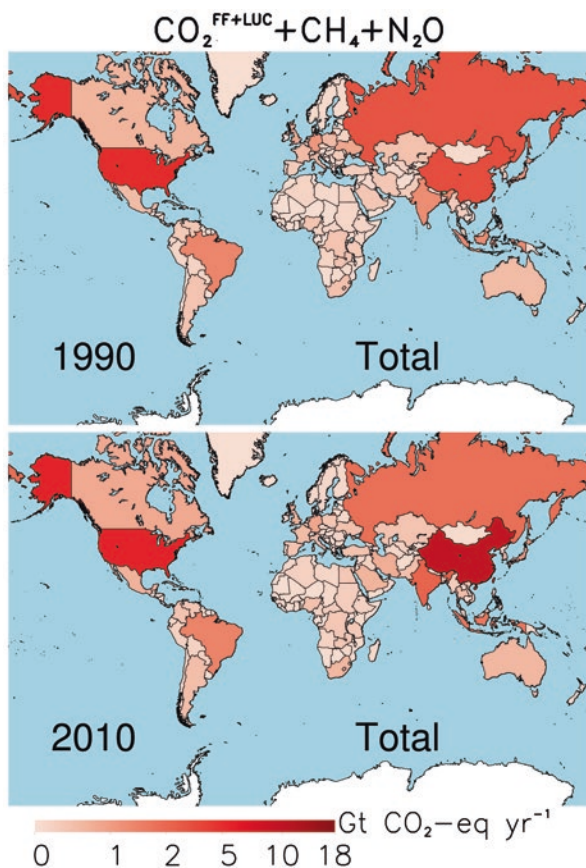 CO₂ᶠᶠ⁺ᴸᵁᶜ+CH₄+N₂O
1990 Total
2010 Total
Gt CO₂–eq yr⁻¹
0 1 2 5 10 18